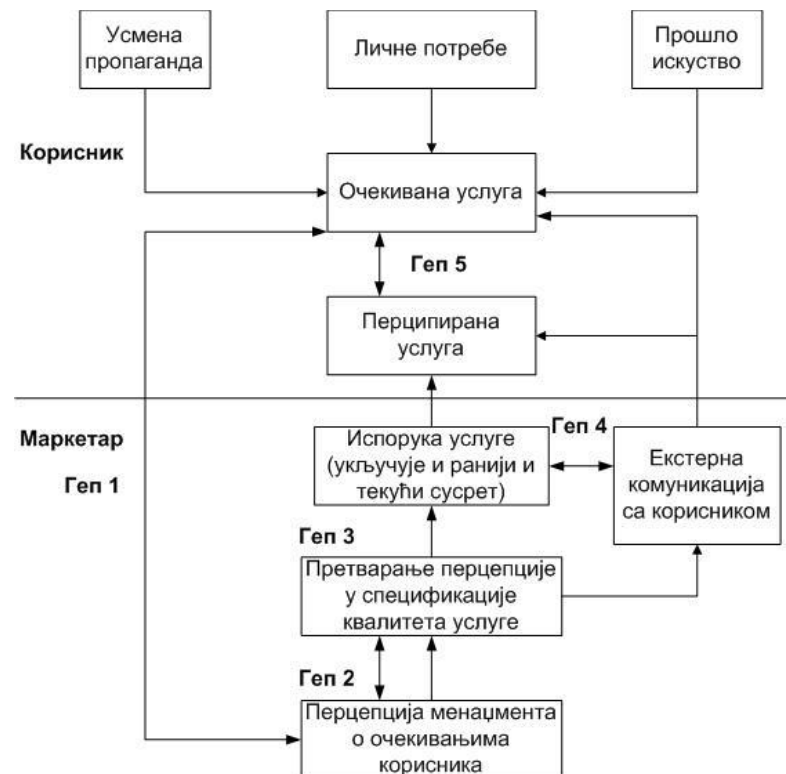 Усмена
пропаганда
Личне потребе
Прошло
искуство
Корисник
Очекивана услуга
Геп 5
Перципирана
услуга
Маркетар
Геп 1
Испорука услуге
(укључује и ранији и
текући сусрет)
Геп 4
Екстерна
комуникација
са корисником
Геп 3
Претварање перцепције
у спецификације
квалитета услуге
Геп 2
Перцепција менаџмента
о очекивањима
корисника